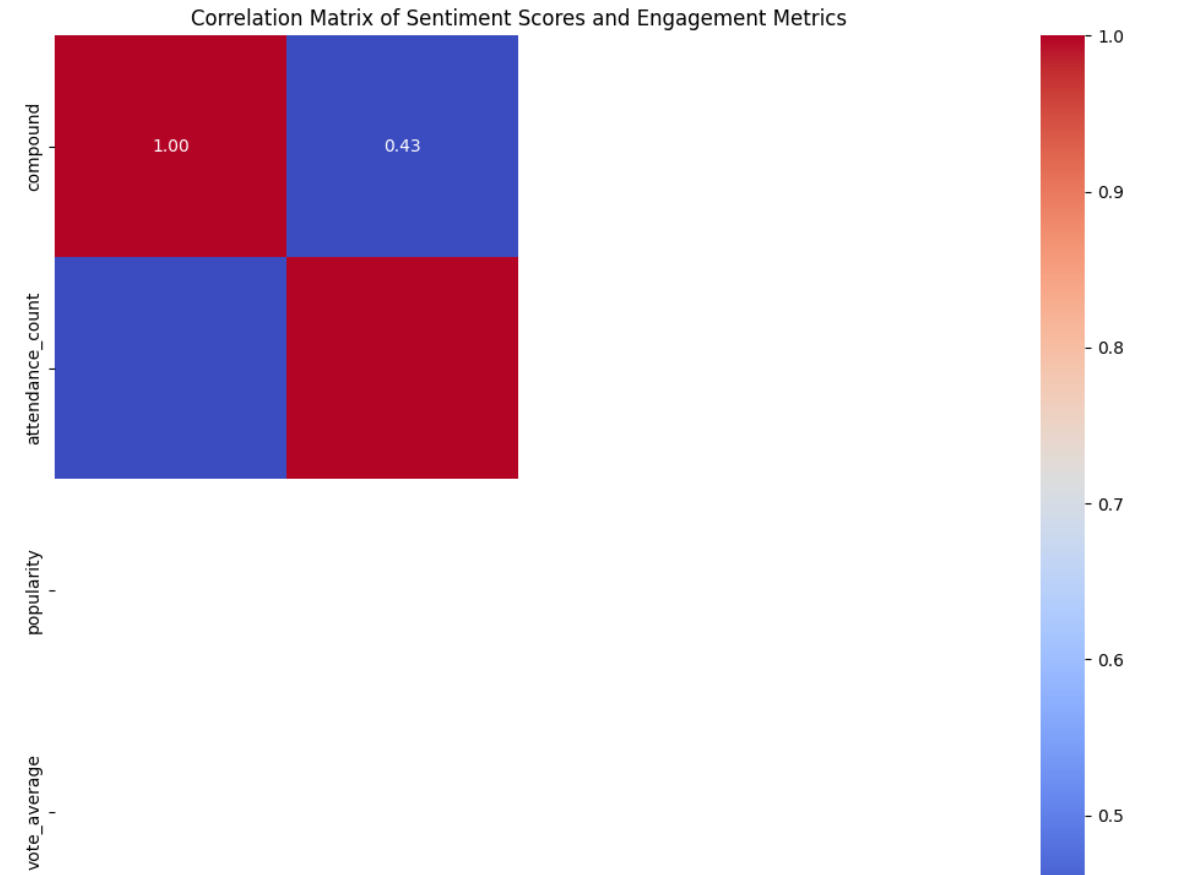 Correlation Matrix of Sentiment Scores and Engagement Metrics
compound
1.00
0.43
attendance_count
popularity
vote_average
1.0
0.9
0.8
0.7
0.6
0.5